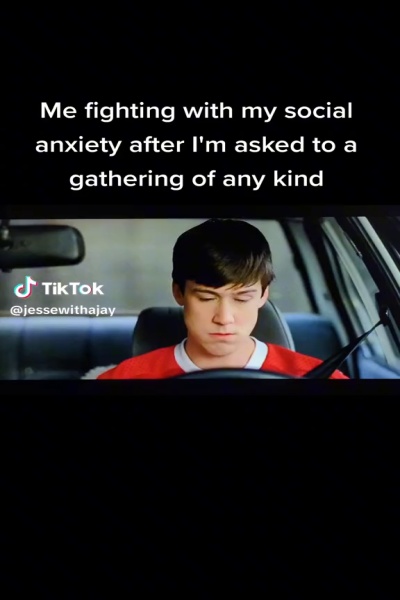 Me fighting with my social
anxiety after I'm asked to a
gathering of any kind
TikTok
@jessewithajay